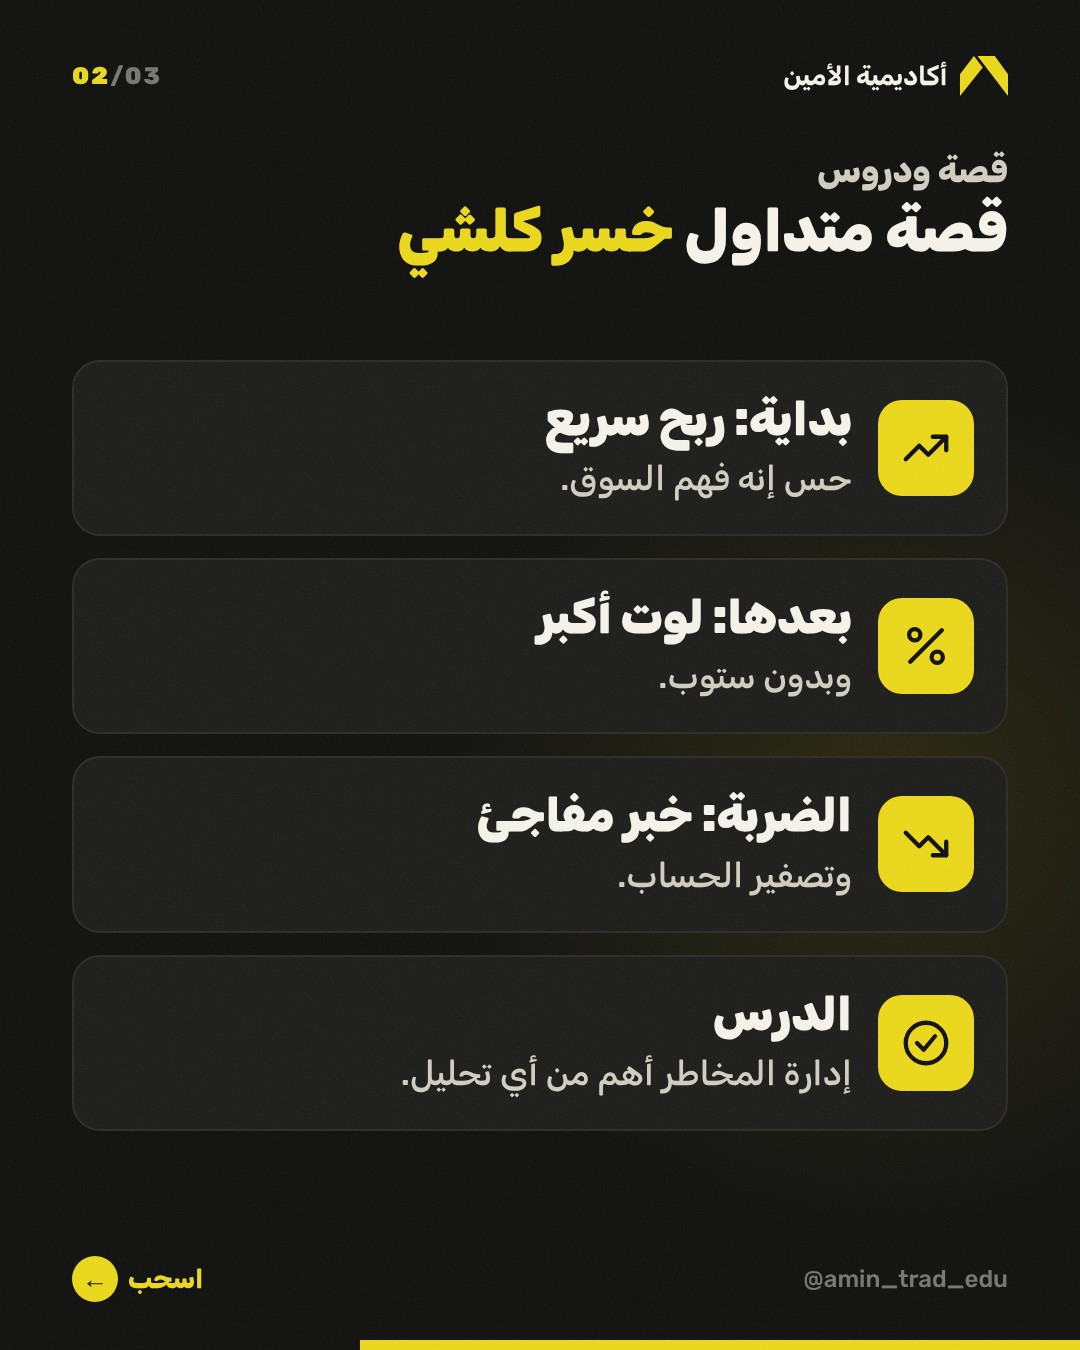 أكاديمية الأمين
02/03
قصة ودروس
قصة متداول خسر كلشي
بداية: ربح سريع
حس إنه فهم السوق.
بعدها: لوت أكبر
وبدون ستوب.
الضربة: خبر مفاجئ
وتصفير الحساب.
الدرس
إدارة المخاطر أهم من أي تحليل.
@amin_trad_edu
اسحب ←